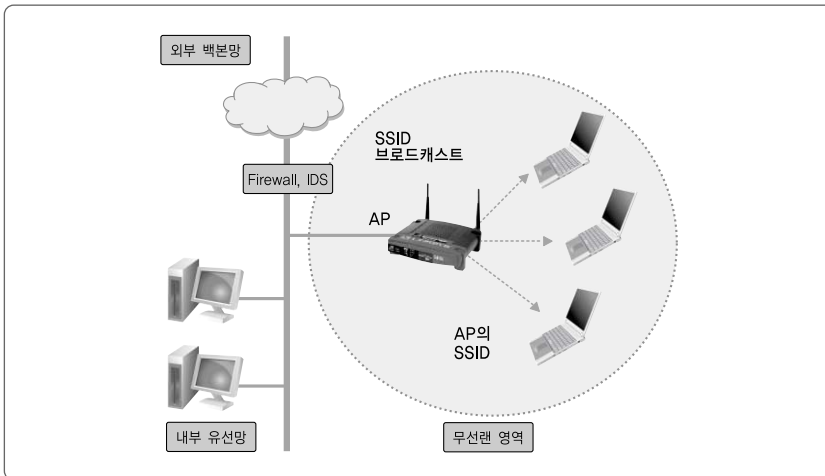 외부 백본망
SSID
브로드캐스트
Firewall, IDS
AP
AP의
SSID
내부 유선망
무선랜 영역